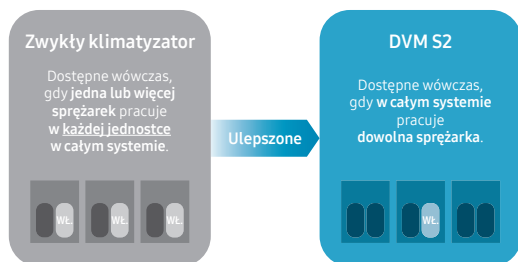 Zwykły klimatyzator
Dostępne wówczas,
gdy jedna lub więcej
sprężarek pracuje
w każdej jednostce
w całym systemie.
WŁ.
WŁ.
WŁ.
Ulepszone
DVM S2
Dostępne wówczas,
gdy w całym systemie
pracuje
dowolna sprężarka.
WŁ.